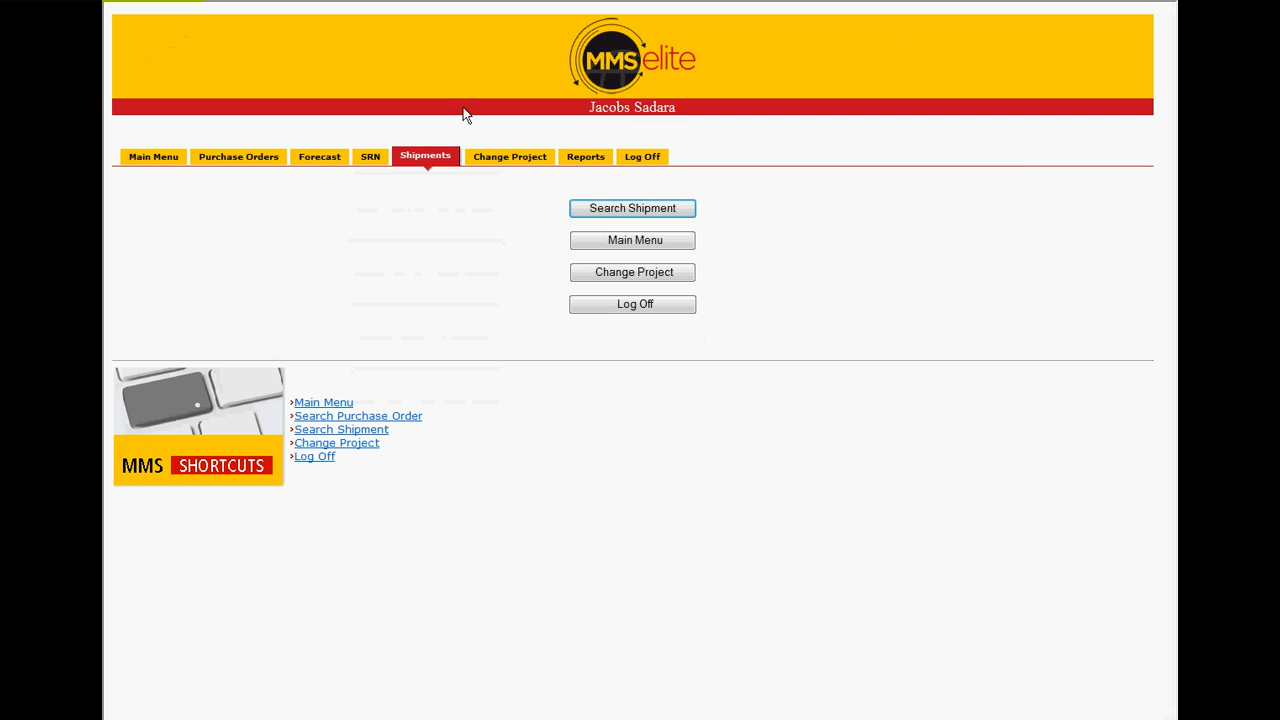 MMS elite
Jacobs Sadara
Main Menu Purchase Orders Forecast SRN Shipments Change Project Reports Log Off
Search Shipment
Main Menu
Change Project
Log Off
›Main Menu
›Search Purchase Order
›Search Shipment
›Change Project
›Log Off
MMS SHORTCUTS